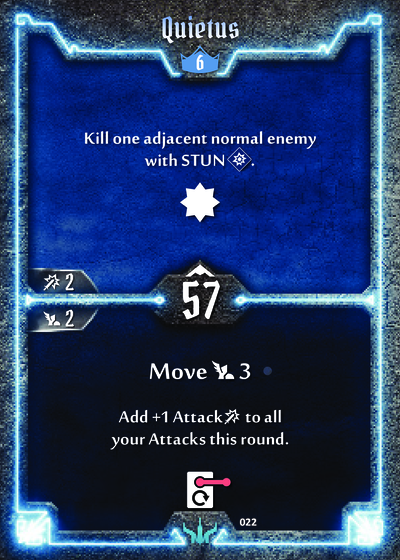 Quietus
6
Kill one adjacent normal enemy
with STUN.
2
57
2
Move 3
Add +1 Attack to all
your Attacks this round.
022